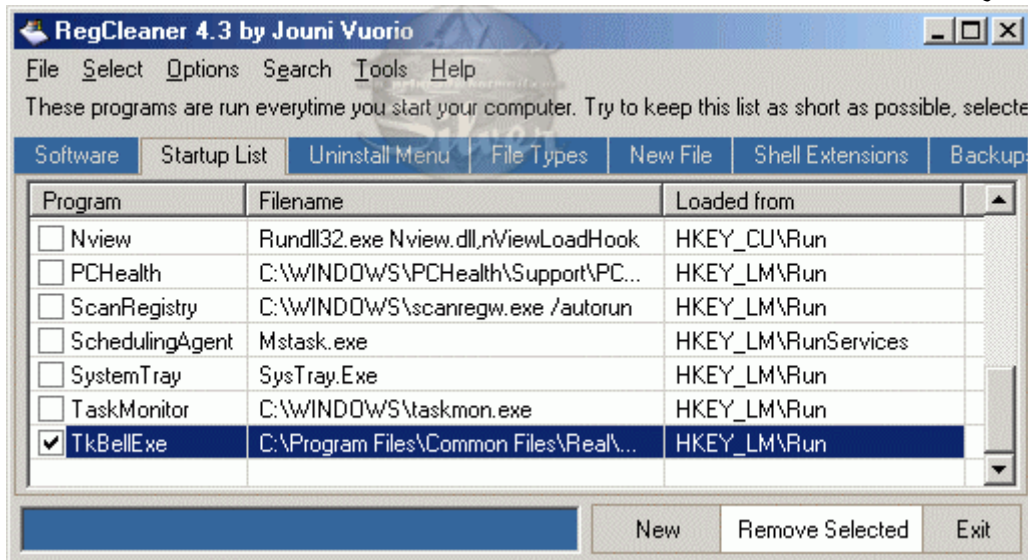 RegCleaner 4.3 by Jouni Vuorio
File Select Options Search Tools Help
These programs are run everytime you start your computer. Try to keep this list as short as possible, selecte
Software Startup List Uninstall Menu File Types New File Shell Extensions Backup
Program Filename Loaded from
Nview Rundll32.exe Nview.dll,nViewLoadHook HKEY_CU\Run
PCHealth C:\WINDOWS\PCHealth\Support\PC... HKEY_LM\Run
ScanRegistry C:\WINDOWS\scanregw.exe /autorun HKEY_LM\Run
SchedulingAgent Mstask.exe HKEY_LM\RunServices
SystemTray SysTray.Exe HKEY_LM\Run
TaskMonitor C:\WINDOWS\taskmon.exe HKEY_LM\Run
TkBellExe C:\Program Files\Common Files\Real\... HKEY_LM\Run
New Remove Selected Exit
Silver